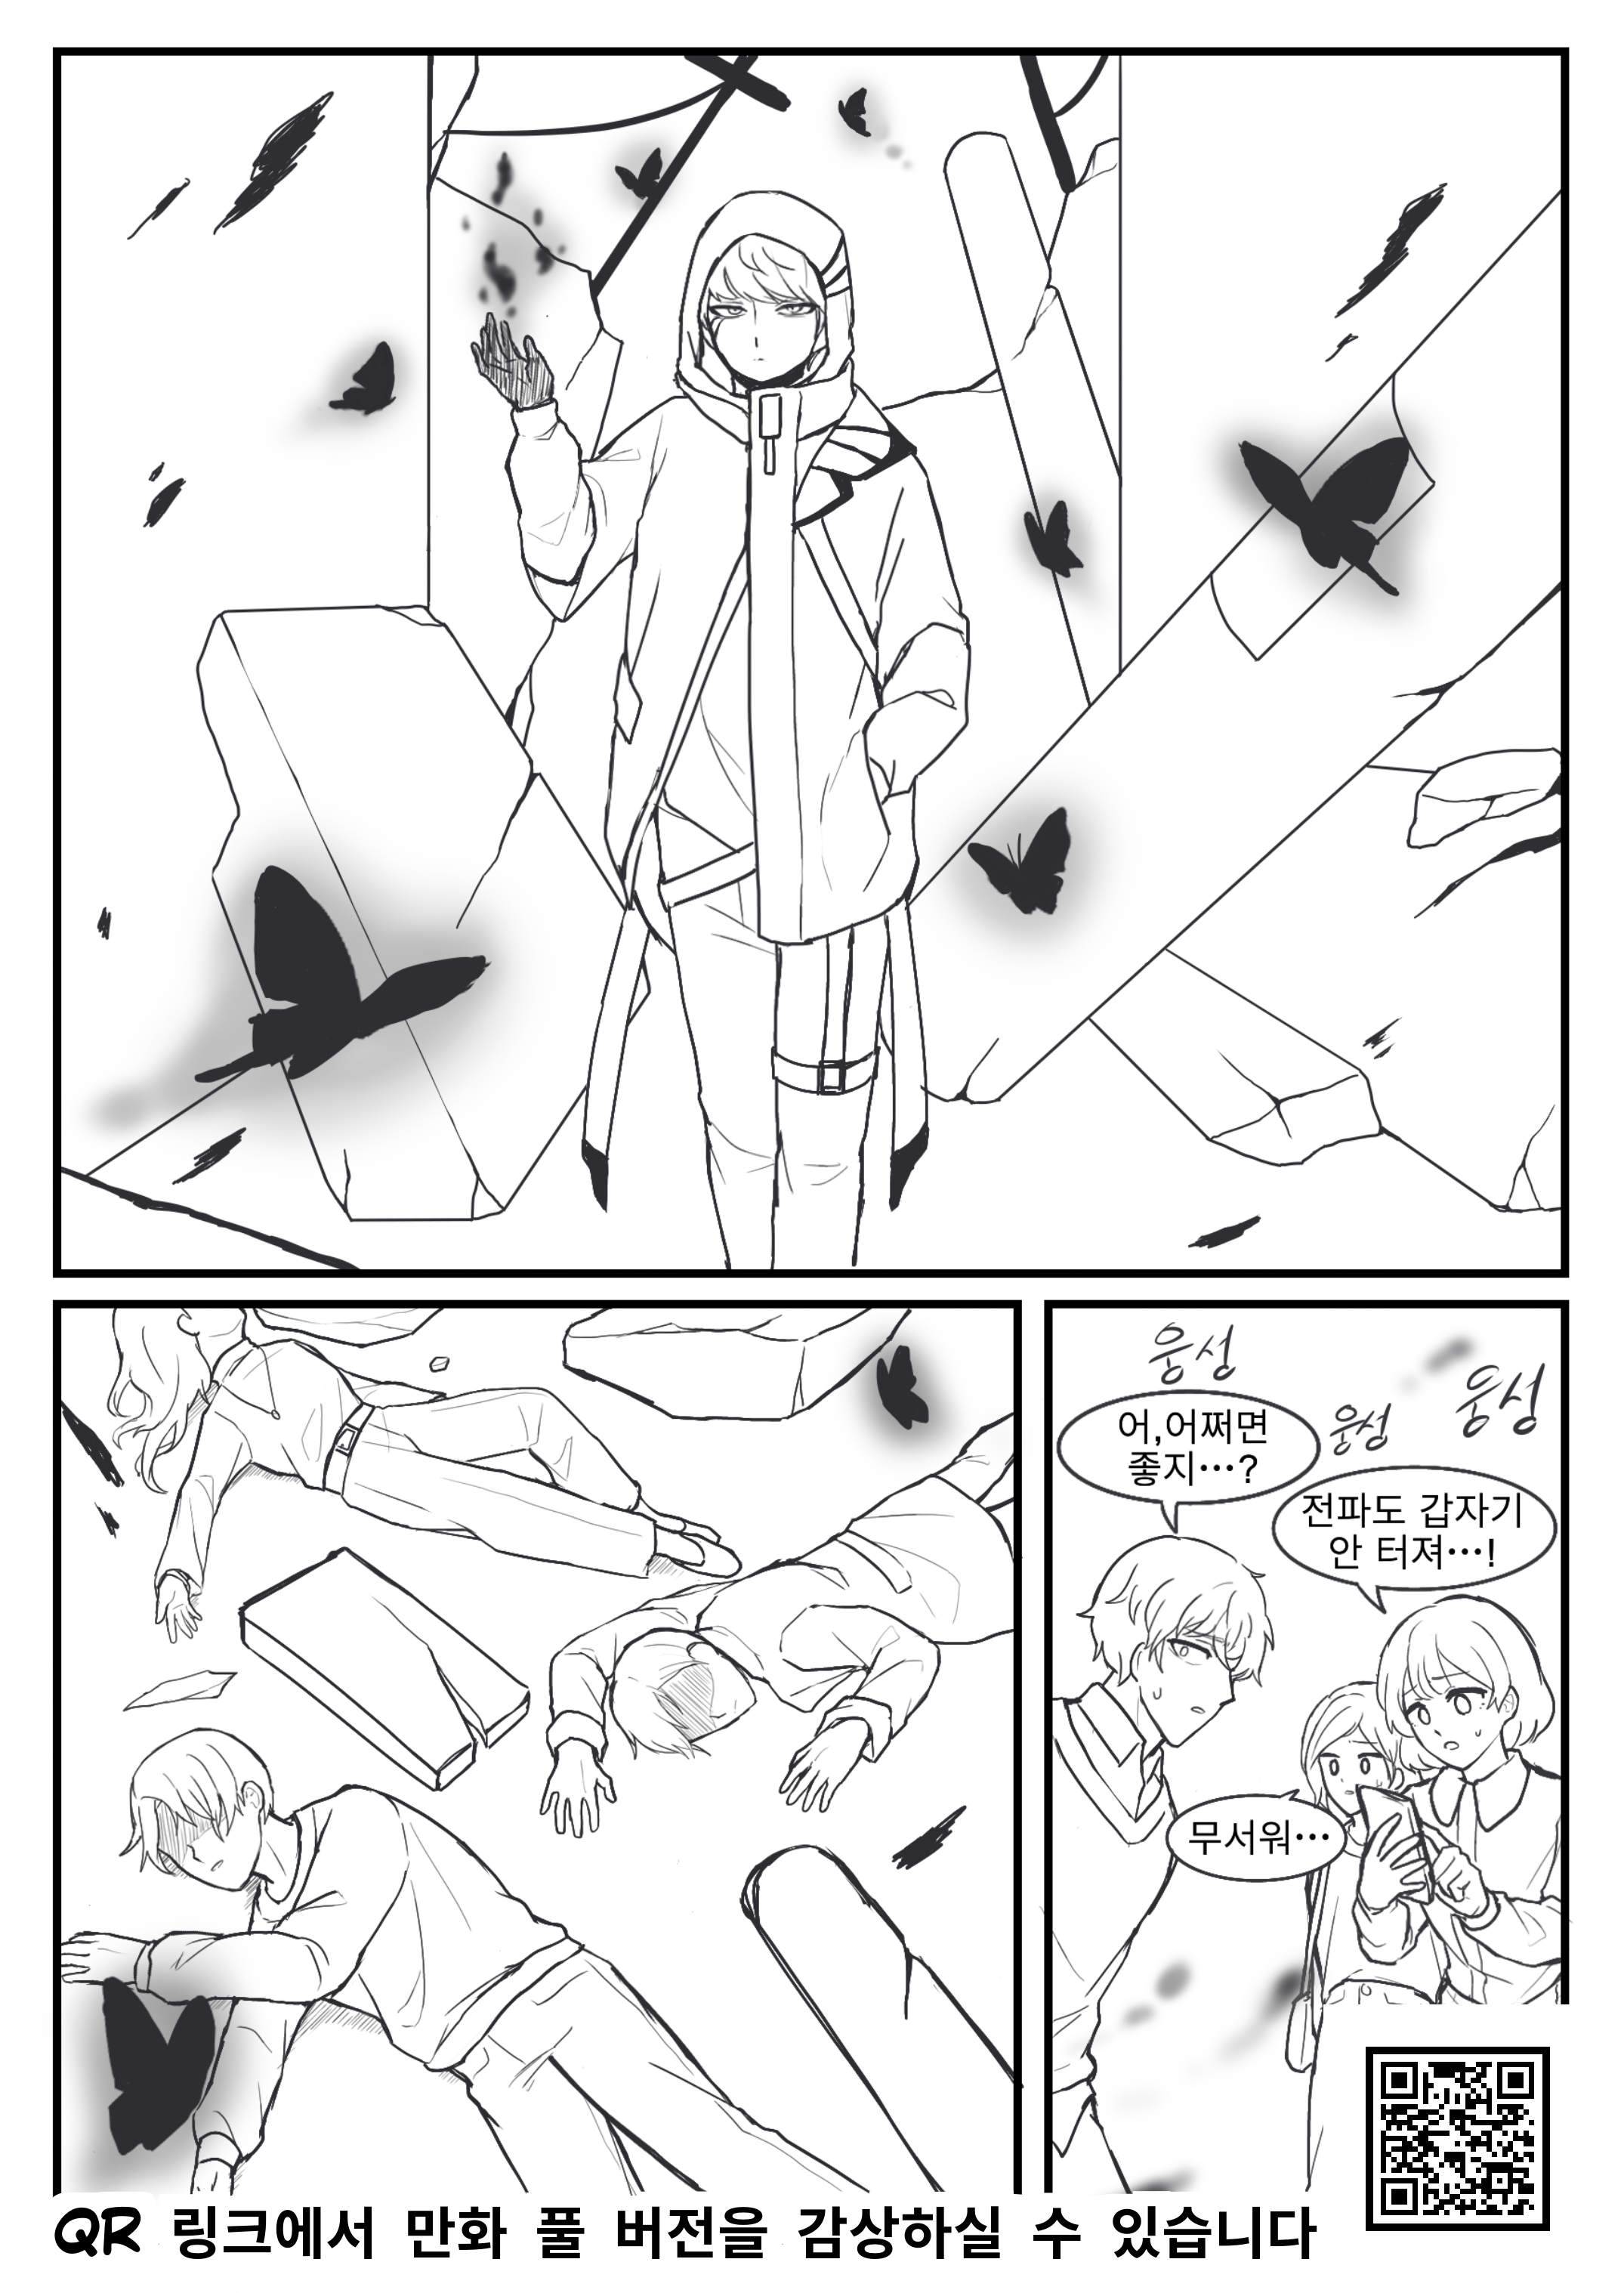 웅성
웅성
웅성
어,어쩌면
좋지…?
전파도 갑자기
안 터져…!
무서워…
QR 링크에서 만화 풀 버전을 감상하실 수 있습니다